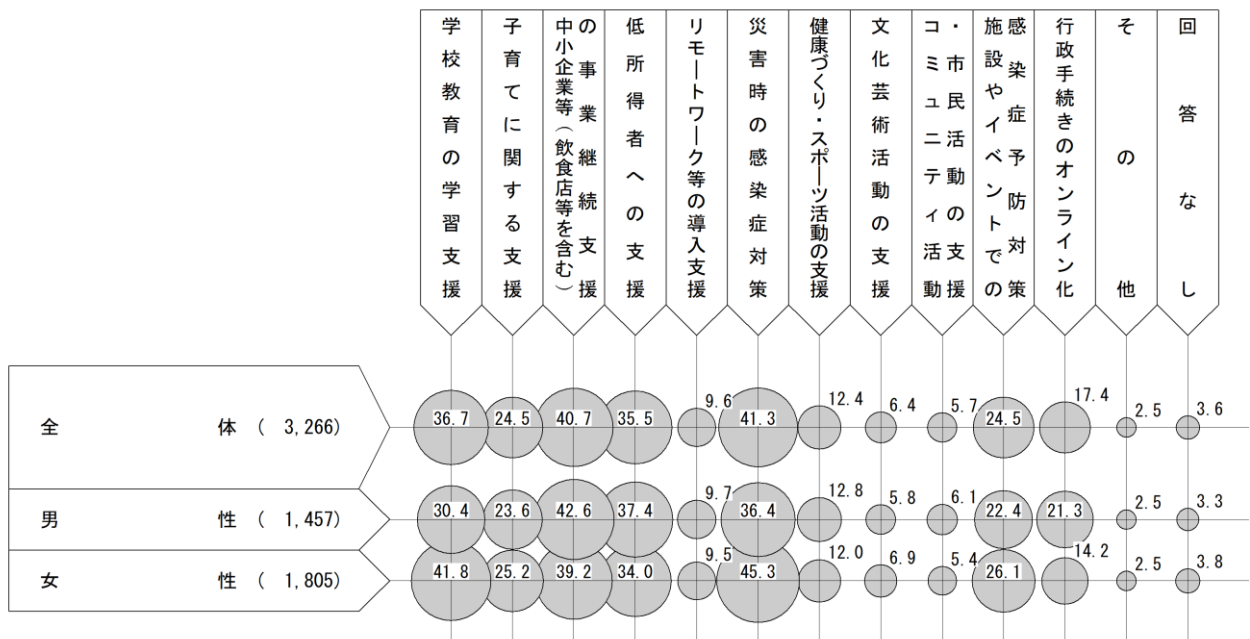 学校教育の学習支援
子育てに関する支援
中小企業等（飲食店等を含む）
の事業継続支援
低所得者への支援
リモートワーク等の導入支援
災害時の感染症対策
健康づくり・スポーツ活動の支援
文化芸術活動の支援
コミュニティ活動
・市民活動の支援
施設やイベントでの
感染症予防対策
行政手続きのオンライン化
その他
回答なし
全体 ( 3,266)
36.7 24.5 40.7 35.5 9.6 41.3 12.4 6.4 5.7 24.5 17.4 2.5 3.6
男性 ( 1,457)
30.4 23.6 42.6 37.4 9.7 36.4 12.8 5.8 6.1 22.4 21.3 2.5 3.3
女性 ( 1,805)
41.8 25.2 39.2 34.0 9.5 45.3 12.0 6.9 5.4 26.1 14.2 2.5 3.8